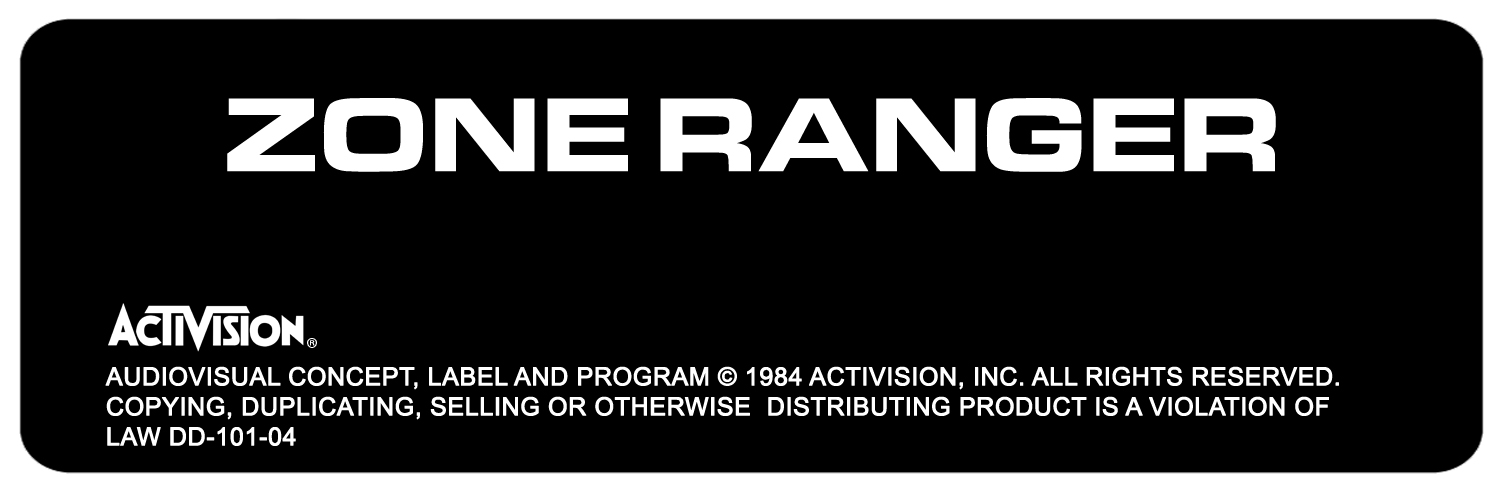 ZONE RANGER
ACTIVISION®
AUDIOVISUAL CONCEPT, LABEL AND PROGRAM © 1984 ACTIVISION, INC. ALL RIGHTS RESERVED.
COPYING, DUPLICATING, SELLING OR OTHERWISE  DISTRIBUTING PRODUCT IS A VIOLATION OF
LAW DD-101-04